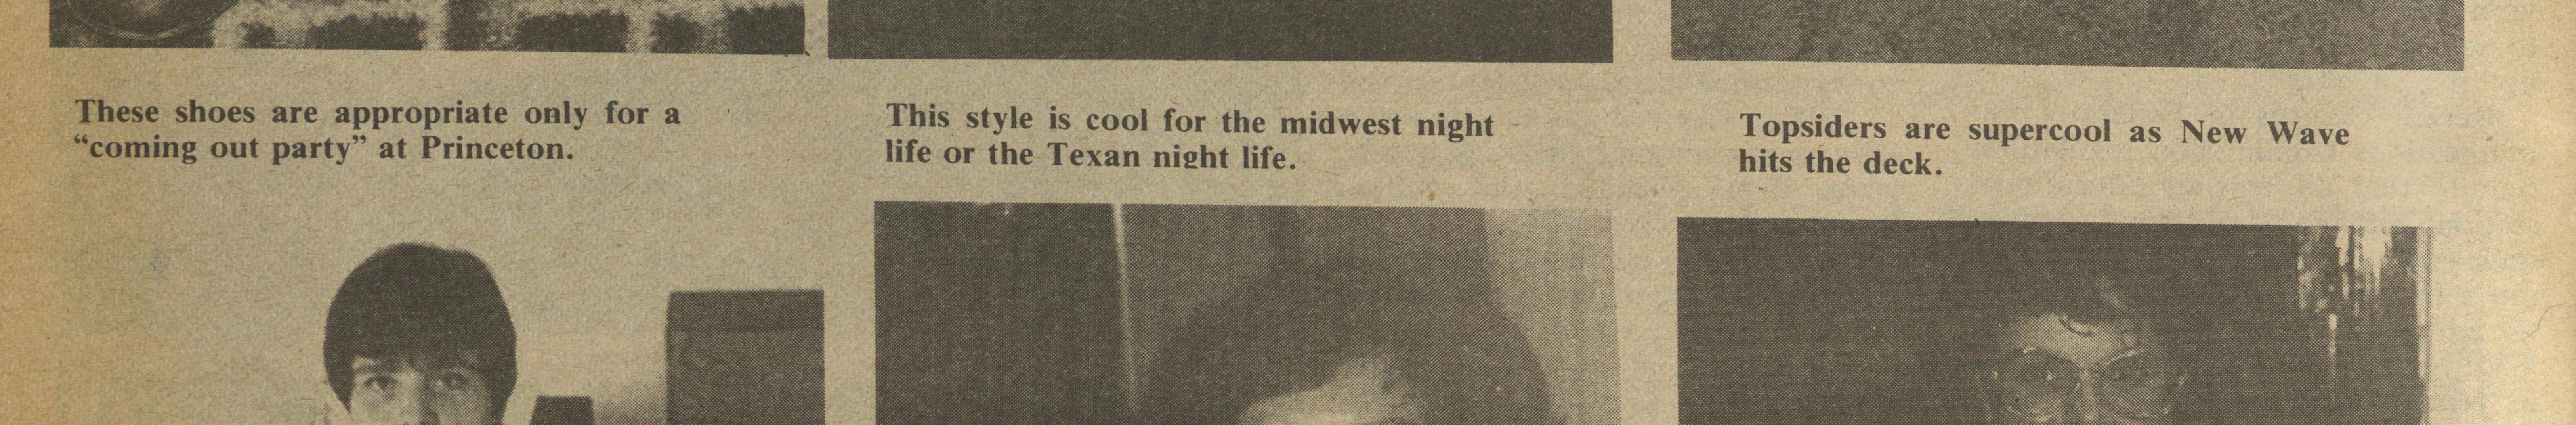 These shoes are appropriate only for a
“coming out party” at Princeton.
This style is cool for the midwest night
life or the Texan night life.
Topsiders are supercool as New Wave
hits the deck.